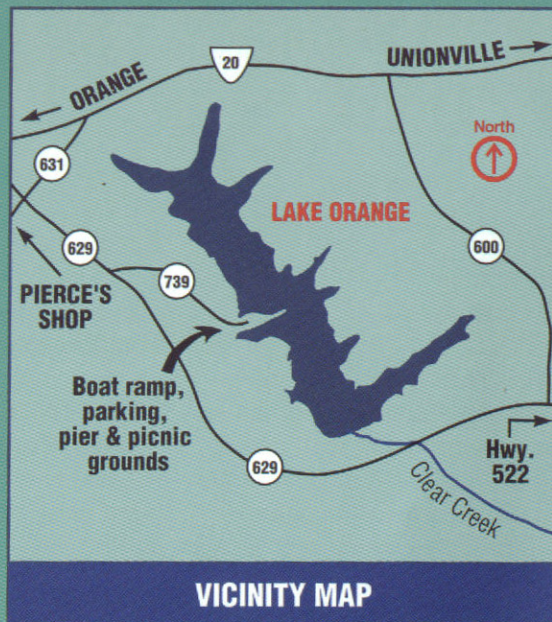 20
UNIONVILLE
ORANGE
North
631
LAKE ORANGE
629
600
739
PIERCE'S
SHOP
Boat ramp,
parking,
pier & picnic
grounds
Hwy.
522
629
Clear Creek
VICINITY MAP